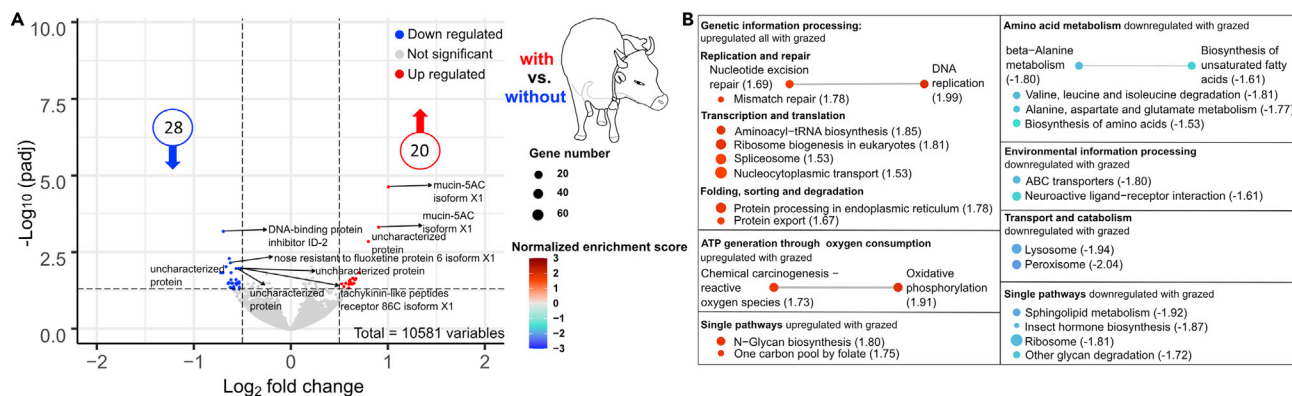 A
10.0
7.5
5.0
2.5
0.0
-Log10 (padj)
−2
−1
0
1
2
Log2 fold change
Down regulated
Not significant
Up regulated
28
20
mucin-5AC
isoform X1
mucin-5AC
isoform X1
uncharacterized
protein
DNA-binding protein
inhibitor ID-2
nose resistant to fluoxetine protein 6 isoform X1
uncharacterized
protein
uncharacterized protein
uncharacterized
protein
tachykinin-like peptides
receptor 86C isoform X1
Total = 10581 variables
with
vs.
without
Gene number
20
40
60
Normalized enrichment score
3
2
1
0
−1
−2
−3
B
Genetic information processing:
upregulated all with grazed
Replication and repair
Nucleotide excision
repair (1.69)
DNA
replication
(1.99)
Mismatch repair (1.78)
Transcription and translation
Aminoacyl−tRNA biosynthesis (1.85)
Ribosome biogenesis in eukaryotes (1.81)
Spliceosome (1.53)
Nucleocytoplasmic transport (1.53)
Folding, sorting and degradation
Protein processing in endoplasmic reticulum (1.78)
Protein export (1.67)
ATP generation through oxygen consumption
upregulated with grazed
Chemical carcinogenesis −
reactive
oxygen species (1.73)
Oxidative
phosphorylation
(1.91)
Single pathways upregulated with grazed
N−Glycan biosynthesis (1.80)
One carbon pool by folate (1.75)
Amino acid metabolism downregulated with grazed
beta−Alanine
metabolism
(-1.80)
Biosynthesis of
unsaturated fatty
acids (-1.61)
Valine, leucine and isoleucine degradation (-1.81)
Alanine, aspartate and glutamate metabolism (-1.77)
Biosynthesis of amino acids (-1.53)
Environmental information processing
downregulated with grazed
ABC transporters (-1.80)
Neuroactive ligand−receptor interaction (-1.61)
Transport and catabolism
downregulated with grazed
Lysosome (-1.94)
Peroxisome (-2.04)
Single pathways downregulated with grazed
Sphingolipid metabolism (-1.92)
Insect hormone biosynthesis (-1.87)
Ribosome (-1.81)
Other glycan degradation (-1.72)